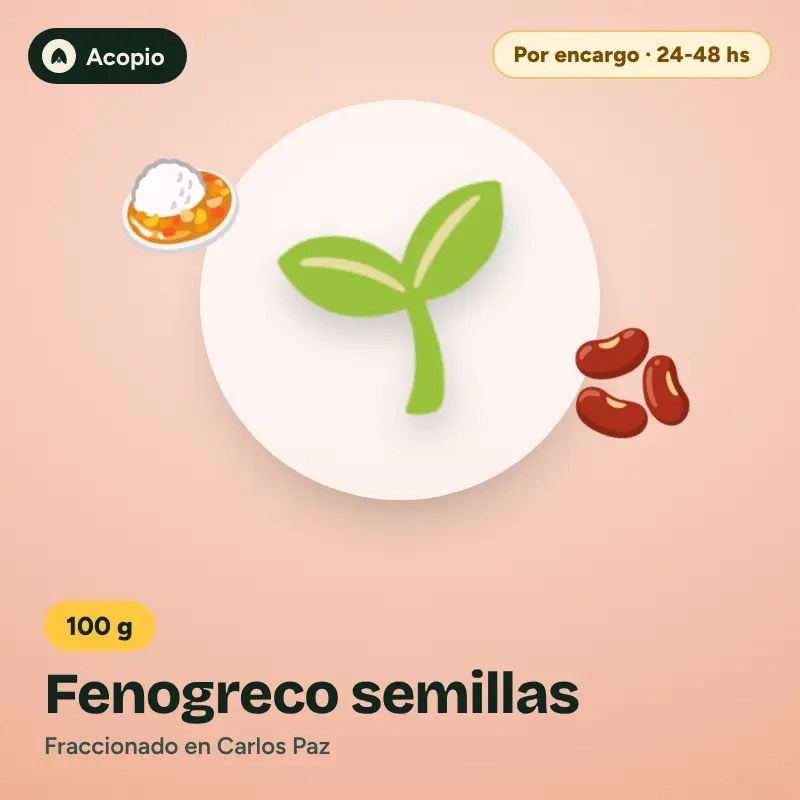 Acopio
Por encargo · 24-48 hs
100 g
Fenogreco semillas
Fraccionado en Carlos Paz